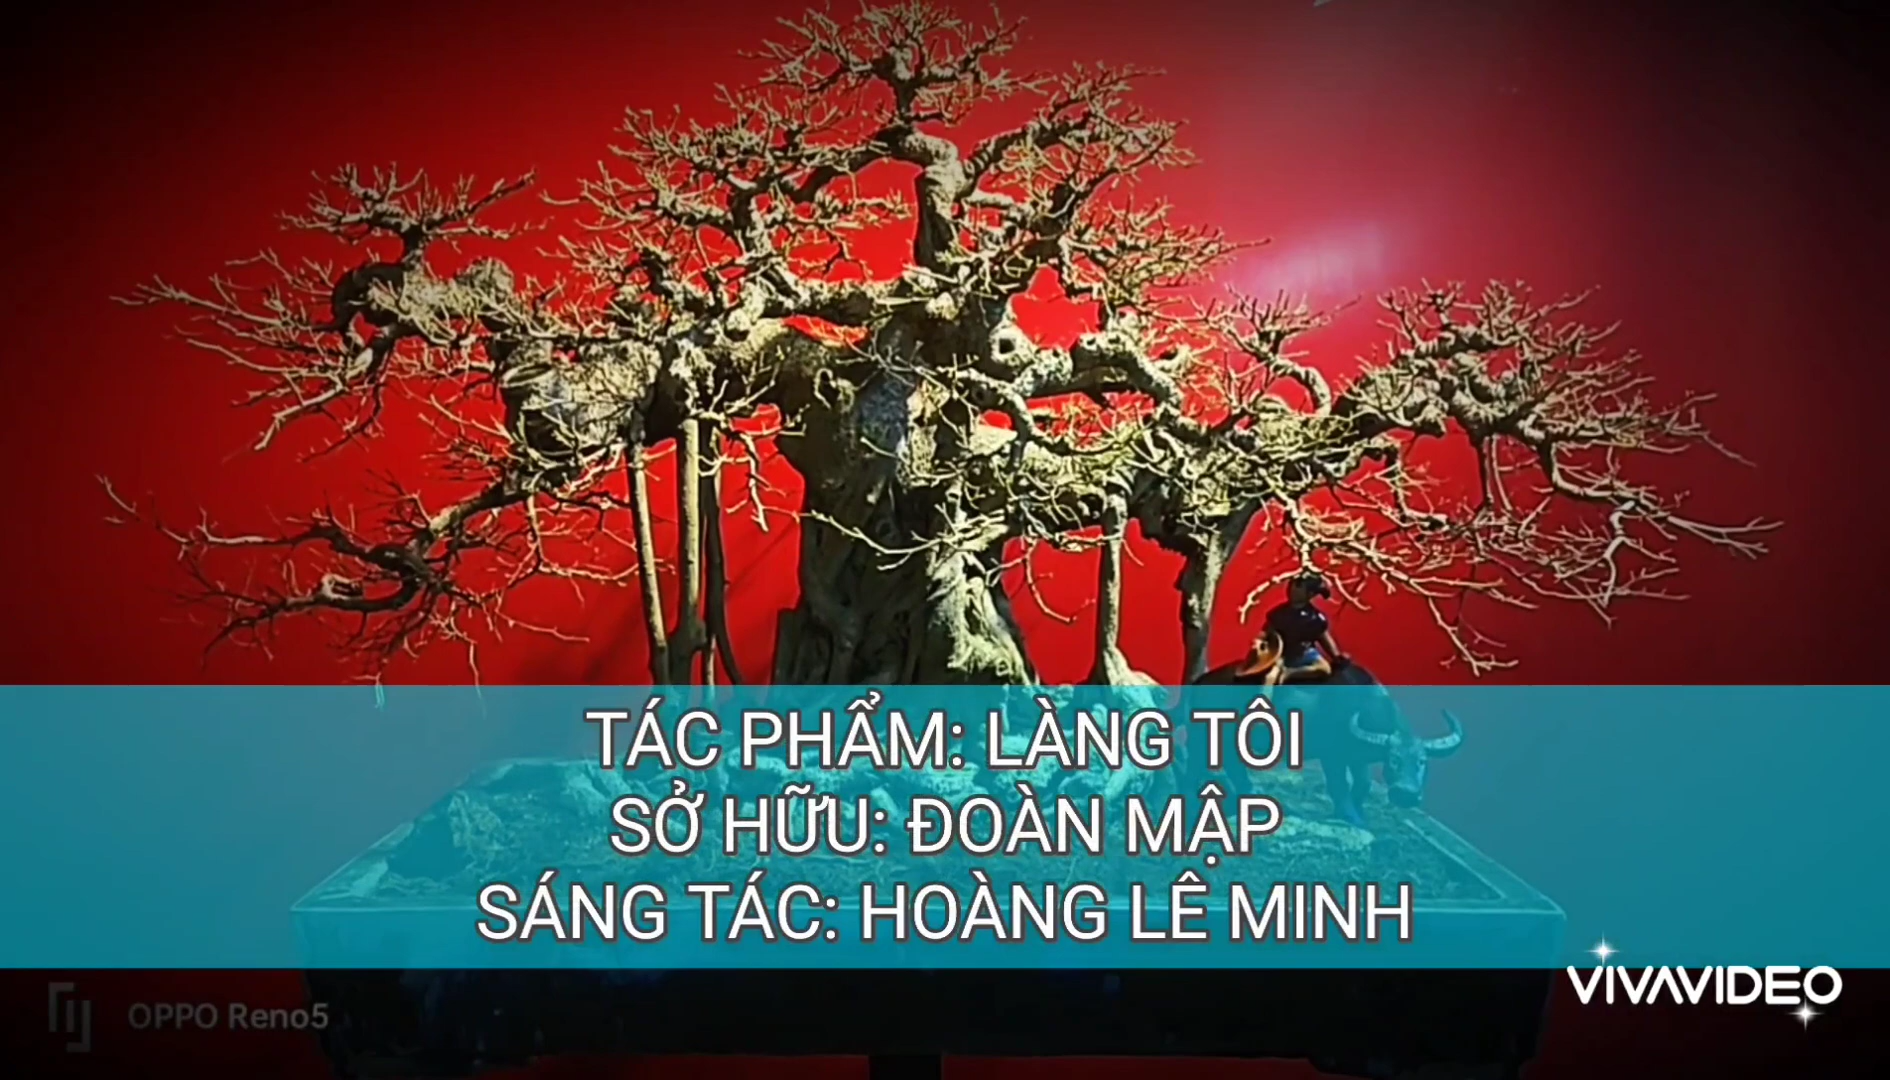 TÁC PHẨM: LÀNG TÔI
SỞ HỮU: ĐOÀN MẬP
SÁNG TÁC: HOÀNG LÊ MINH
OPPO Reno5
VIVAVIDEO